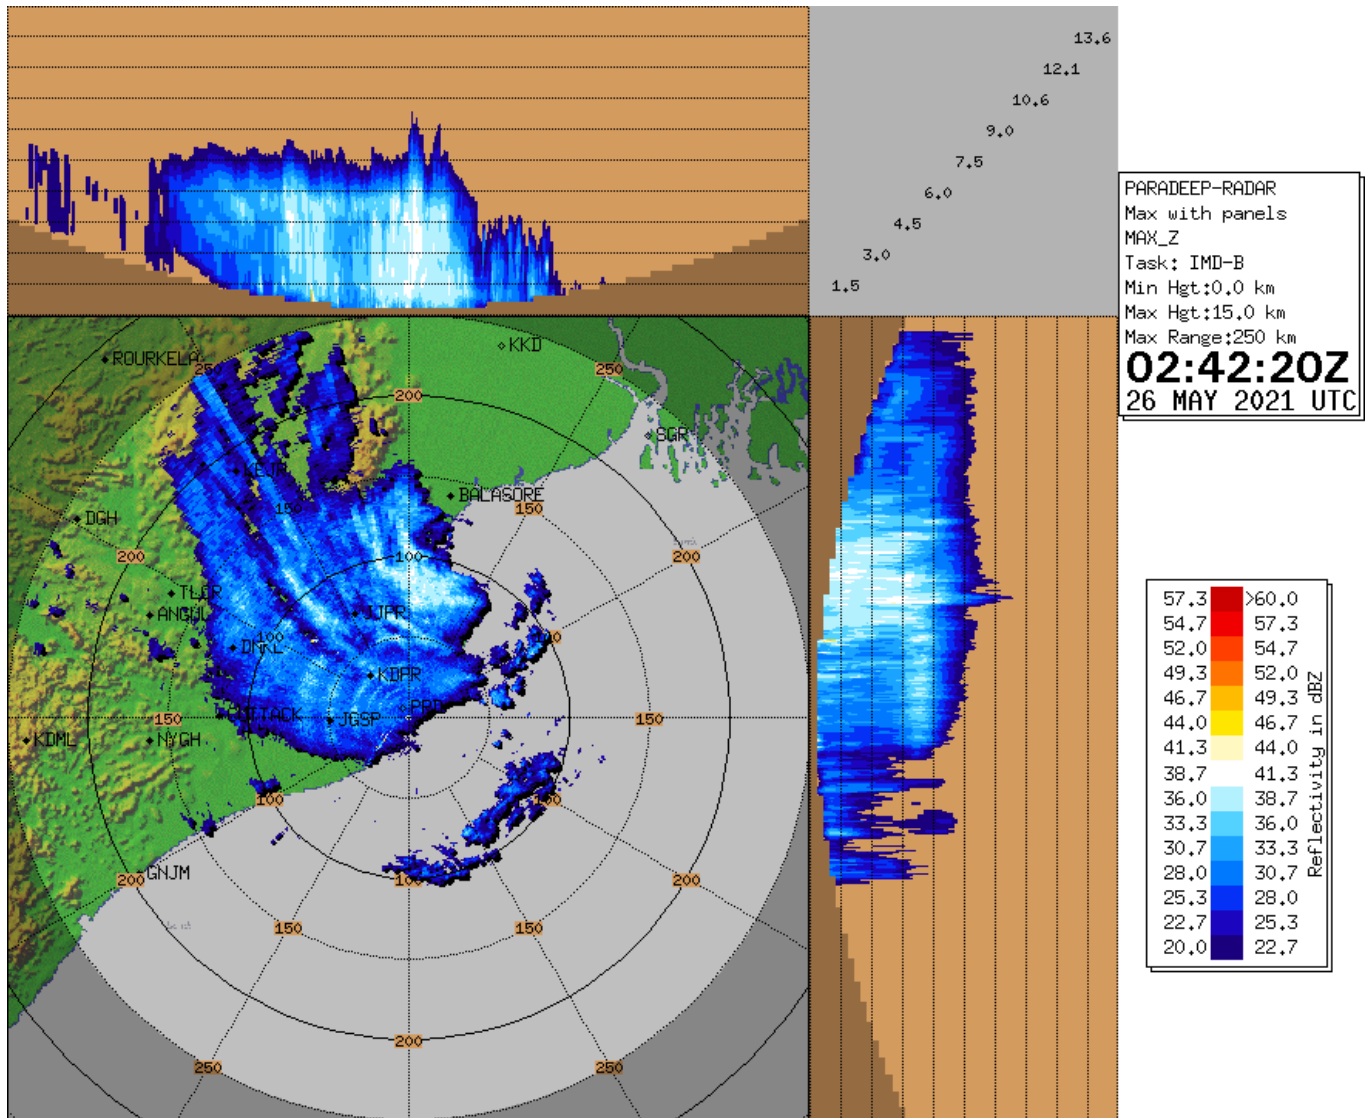 13.6
12.1
10.6
9.0
7.5
6.0
4.5
3.0
1.5
PARADEEP-RADAR
Max with panels
MAX_Z
Task: IMD-B
Min Hgt:0.0 km
Max Hgt:15.0 km
Max Range:250 km
02:42:20Z
26 MAY 2021 UTC
KKD
ROURKELA
250
250
200
SGR
BALASORE
150
150
DGH
200
100
200
TLCR
ANGUL
JJPR
100
100
DNKL
KDPR
PRD
CUTTACK
JGSP
150
150
KDML
NYGH
100
100
GNJM
200
100
200
150
150
200
250
250
57.3 >60.0
54.7 57.3
52.0 54.7
49.3 52.0
46.7 49.3
44.0 46.7
41.3 44.0
38.7 41.3
36.0 38.7
33.3 36.0
30.7 33.3
28.0 30.7
25.3 28.0
22.7 25.3
20.0 22.7
Reflectivity in dBZ